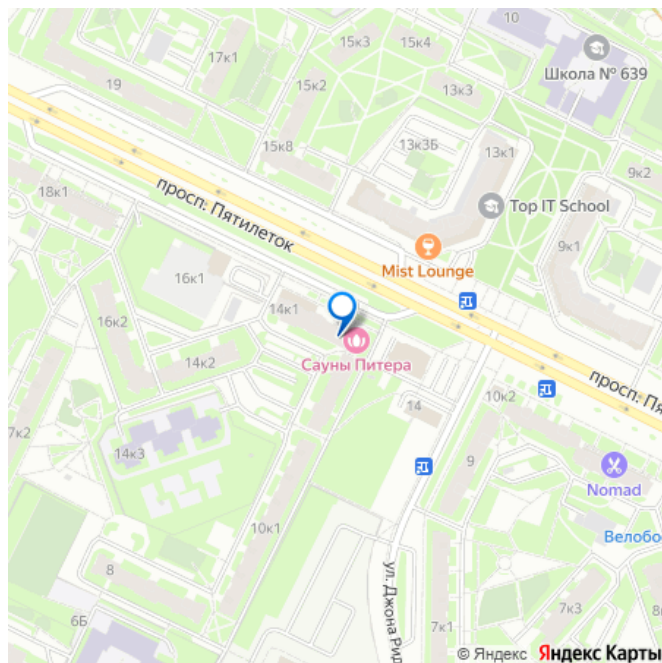 10
17к1
15к3
15к4
Школа № 639
19
15к2
13к3
13к3Б
15к8
13к1
9к2
18к1
просп. Пятилеток
Top IT School
9к1
Mist Lounge
16к1
14к1
16к2
Сауны Питера
14к2
просп. Пя
14
10к2
7к2
14к3
9
Nomad
10к1
Велобо
8
ул. Джона Рид
6Б
7к3
8
7к1
© Яндекс Яндекс Карты